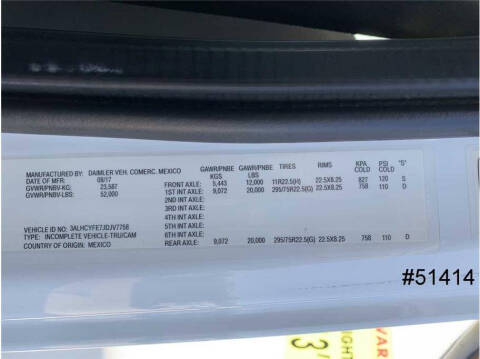 MANUFACTURED BY: DAIMLER VEH. COMERC. MEXICO
DATE OF MFR: 08/17
GVWR/PNBV-KG: 23,587
GVWR/PNBV-LBS: 52,000
VEHICLE ID NO: 3ALHCYFE7JDJV7758
TYPE: INCOMPLETE VEHICLE-TRU/CAM
COUNTRY OF ORIGIN: MEXICO
GAWR/PNBE KGS GAWR/PNBE LBS TIRES RIMS KPA COLD PSI COLD "S"
FRONT AXLE: 5,443 12,000 11R22.5(H) 22.5X8.25 827 120 S
1ST INT AXLE: 9,072 20,000 295/75R22.5(G) 22.5X8.25 758 110 D
2ND INT AXLE:
3RD INT AXLE:
4TH INT AXLE:
5TH INT AXLE:
6TH INT AXLE:
REAR AXLE: 9,072 20,000 295/75R22.5(G) 22.5X8.25 758 110 D
#51414
VAR
IGHT
3